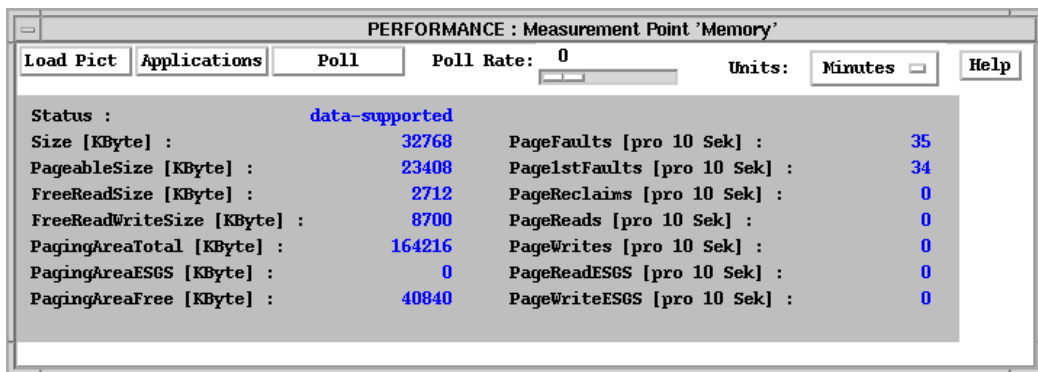 PERFORMANCE : Measurement Point 'Memory'
Load Pict Applications Poll Poll Rate: 0 Units: Minutes Help
Status : data-supported
Size [KByte] : 32768 PageFaults [pro 10 Sek] : 35
PageableSize [KByte] : 23408 Page1stFaults [pro 10 Sek] : 34
FreeReadSize [KByte] : 2712 PageReclaims [pro 10 Sek] : 0
FreeReadWriteSize [KByte] : 8700 PageReads [pro 10 Sek] : 0
PagingAreaTotal [KByte] : 164216 PageWrites [pro 10 Sek] : 0
PagingAreaESGS [KByte] : 0 PageReadESGS [pro 10 Sek] : 0
PagingAreaFree [KByte] : 40840 PageWriteESGS [pro 10 Sek] : 0